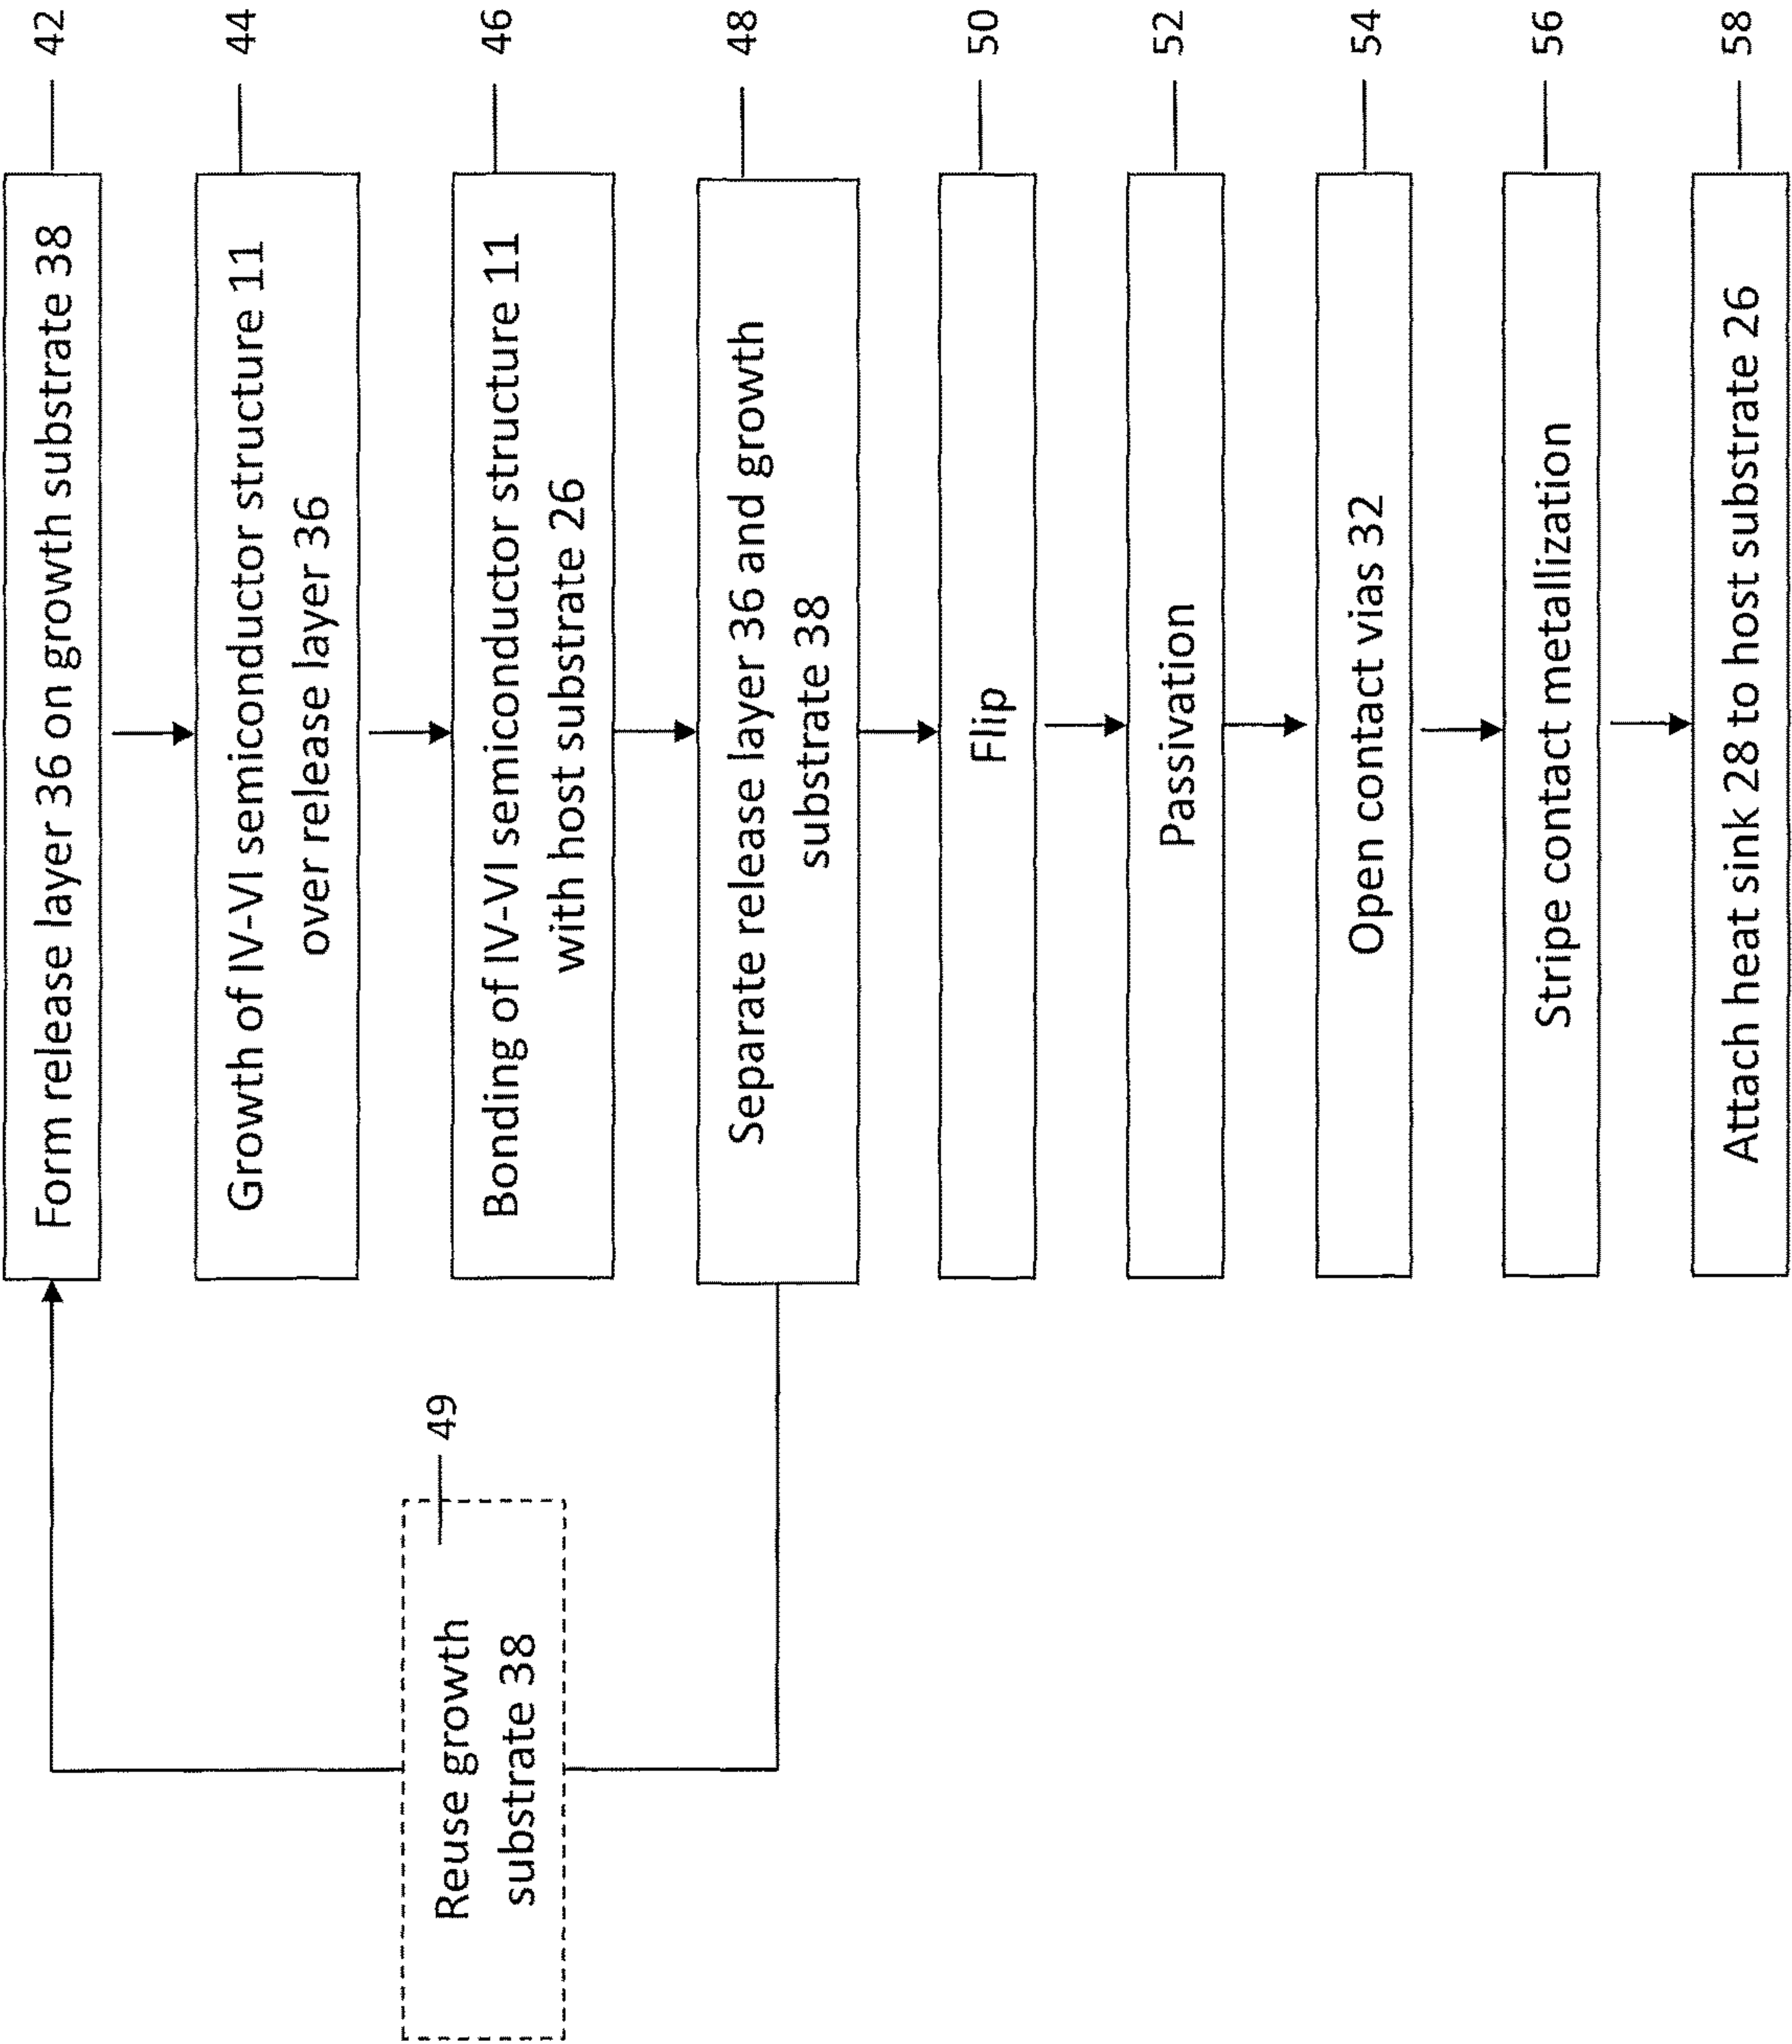 Form release layer 36 on growth substrate 38
42
Growth of IV-VI semiconductor structure 11
over release layer 36
44
Bonding of IV-VI semiconductor structure 11
with host substrate 26
46
Separate release layer 36 and growth
substrate 38
48
Reuse growth
substrate 38
49
Flip
50
Passivation
52
Open contact vias 32
54
Stripe contact metallization
56
Attach heat sink 28 to host substrate 26
58